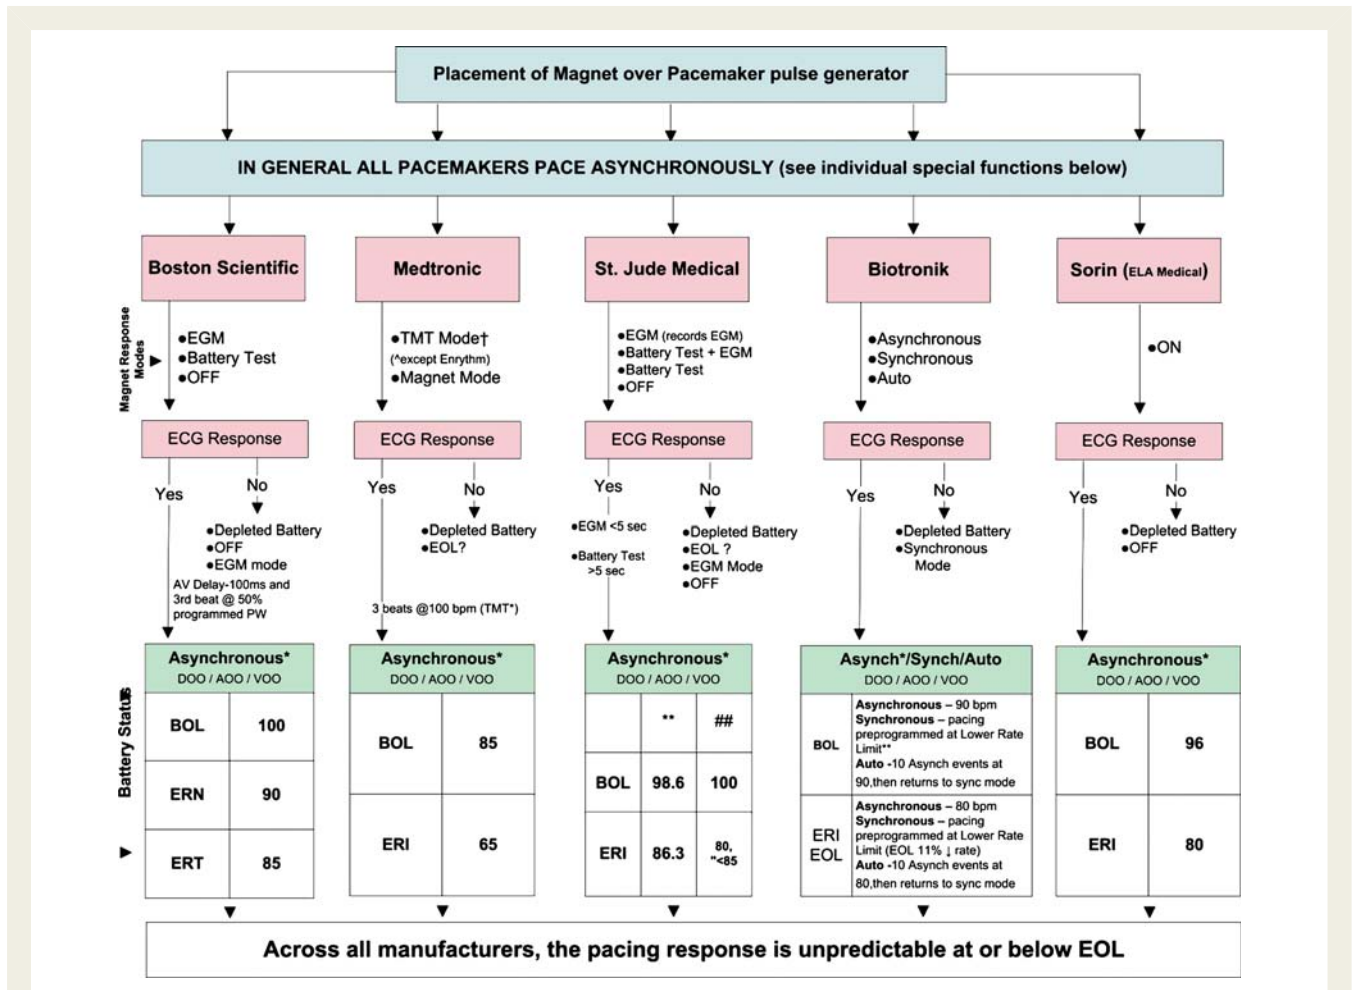 Placement of Magnet over Pacemaker pulse generator
IN GENERAL ALL PACEMAKERS PACE ASYNCHRONOUSLY (see individual special functions below)
Boston Scientific
Medtronic
St. Jude Medical
Biotronik
Sorin (ELA Medical)
Magnet Response
Modes
●EGM
●Battery Test
●OFF
●TMT Mode†
(^except Enrythm)
●Magnet Mode
●EGM (records EGM)
●Battery Test + EGM
●Battery Test
●OFF
●Asynchronous
●Synchronous
●Auto
●ON
ECG Response
ECG Response
ECG Response
ECG Response
ECG Response
Yes
No
●Depleted Battery
●OFF
●EGM mode
AV Delay-100ms and
3rd beat @ 50%
programmed PW
Yes
No
●Depleted Battery
●EOL?
3 beats @100 bpm (TMT*)
Yes
No
●EGM <5 sec
●Battery Test
>5 sec
●Depleted Battery
●EOL ?
●EGM Mode
●OFF
Yes
No
●Depleted Battery
●Synchronous
Mode
Yes
No
●Depleted Battery
●OFF
Battery Status
Asynchronous*
DOO / AOO / VOO
BOL 100
ERN 90
ERT 85
Asynchronous*
DOO / AOO / VOO
BOL 85
ERI 65
Asynchronous*
DOO / AOO / VOO
** ##
BOL 98.6 100
ERI 86.3 80,
"<85
Asynch*/Synch/Auto
DOO / AOO / VOO
BOL
Asynchronous – 90 bpm
Synchronous – pacing
preprogrammed at Lower Rate
Limit**
Auto -10 Asynch events at
90,then returns to sync mode
ERI
EOL
Asynchronous – 80 bpm
Synchronous – pacing
preprogrammed at Lower Rate
Limit (EOL 11% ↓ rate)
Auto -10 Asynch events at
80,then returns to sync mode
Asynchronous*
DOO / AOO / VOO
BOL 96
ERI 80
Across all manufacturers, the pacing response is unpredictable at or below EOL